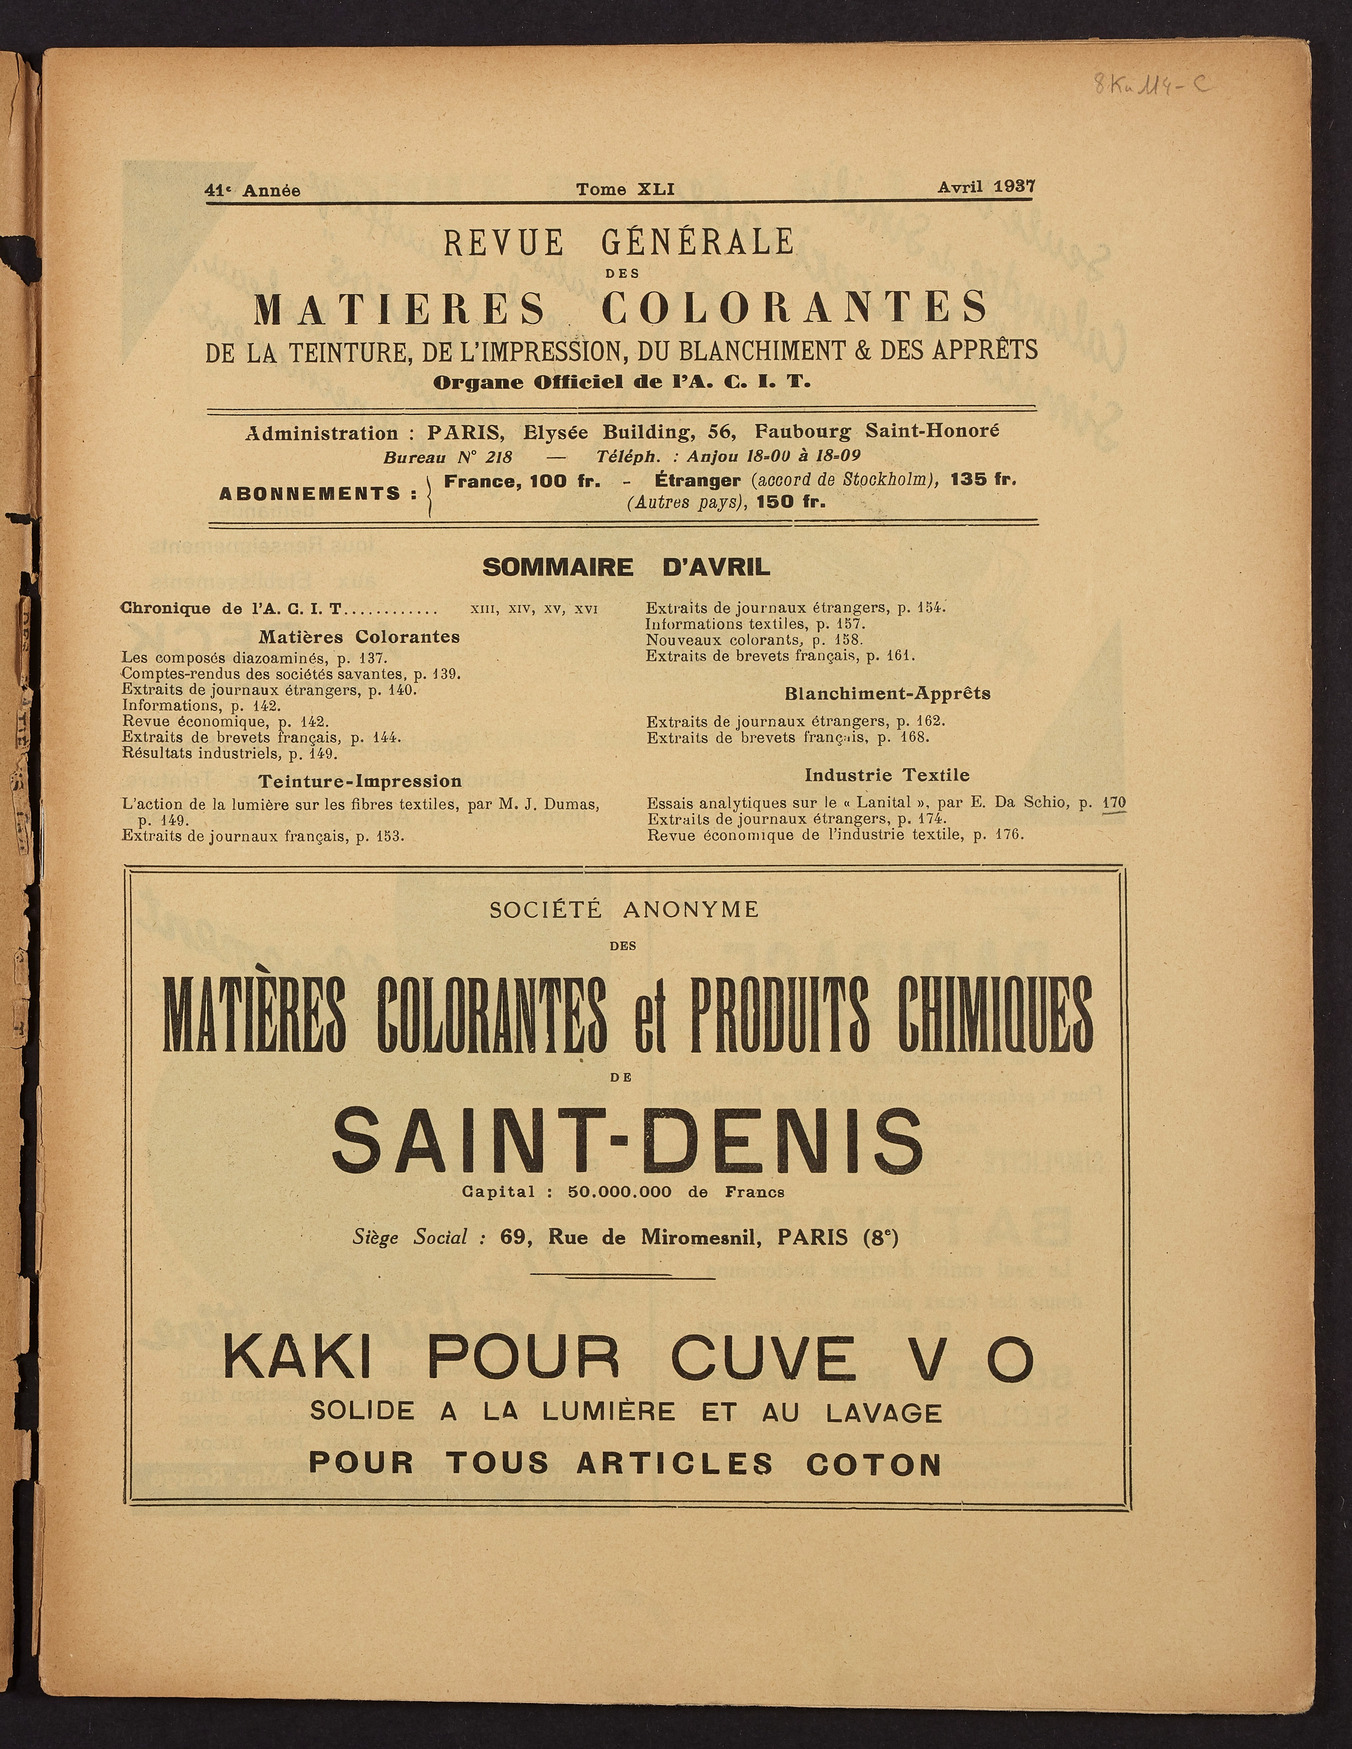 8Ku 114-C
41e Année Tome XLI Avril 1937
REVUE GÉNÉRALE
DES
MATIERES COLORANTES
DE LA TEINTURE, DE L'IMPRESSION, DU BLANCHIMENT & DES APPRÊTS
Organe Officiel de l'A. C. I. T.
Administration : PARIS, Elysée Building, 56, Faubourg Saint-Honoré
Bureau N° 218 — Téléph. : Anjou 18-00 à 18-09
ABONNEMENTS : France, 100 fr. - Étranger (accord de Stockholm), 135 fr.
(Autres pays), 150 fr.
SOMMAIRE D'AVRIL
Chronique de l'A. C. I. T............ XIII, XIV, XV, XVI
Matières Colorantes
Les composés diazoaminés, p. 137.
Comptes-rendus des sociétés savantes, p. 139.
Extraits de journaux étrangers, p. 140.
Informations, p. 142.
Revue économique, p. 142.
Extraits de brevets français, p. 144.
Résultats industriels, p. 149.
Teinture-Impression
L'action de la lumière sur les fibres textiles, par M. J. Dumas,
p. 149.
Extraits de journaux français, p. 153.
Extraits de journaux étrangers, p. 154.
Informations textiles, p. 157.
Nouveaux colorants, p. 158.
Extraits de brevets français, p. 161.
Blanchiment-Apprêts
Extraits de journaux étrangers, p. 162.
Extraits de brevets français, p. 168.
Industrie Textile
Essais analytiques sur le « Lanital », par E. Da Schio, p. 170
Extraits de journaux étrangers, p. 174.
Revue économique de l'industrie textile, p. 176.
SOCIÉTÉ ANONYME
DES
MATIÈRES COLORANTES et PRODUITS CHIMIQUES
DE
SAINT-DENIS
Capital : 50.000.000 de Francs
Siège Social : 69, Rue de Miromesnil, PARIS (8e)
KAKI POUR CUVE V O
SOLIDE A LA LUMIÈRE ET AU LAVAGE
POUR TOUS ARTICLES COTON